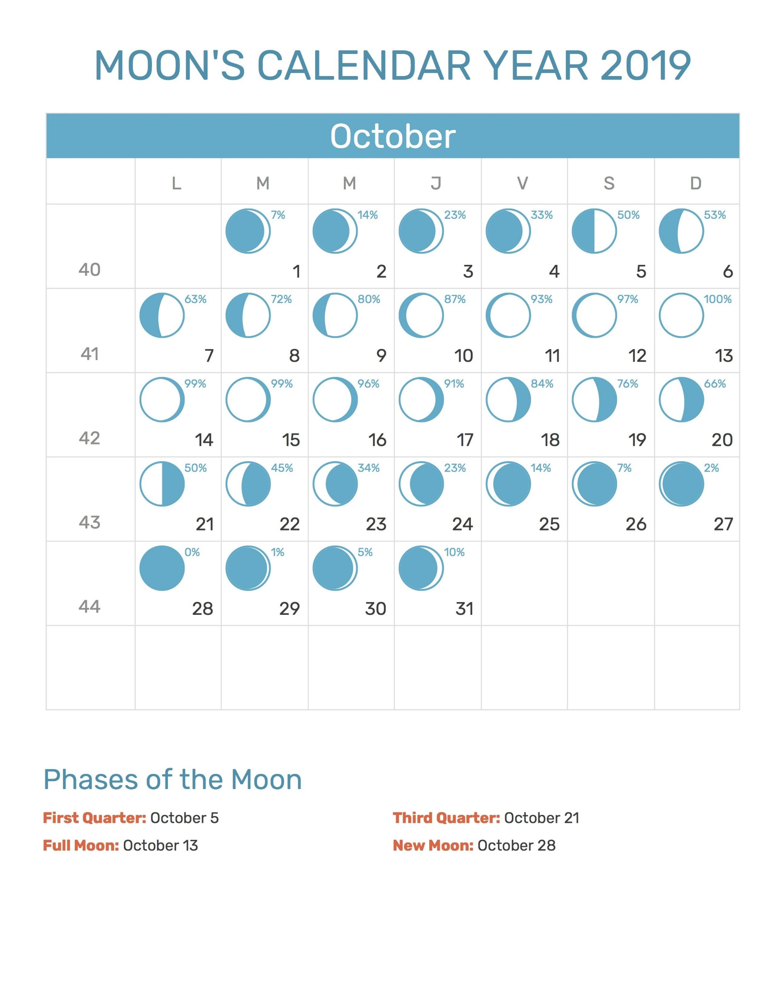 MOON'S CALENDAR YEAR 2019
October
L M M J V S D
7% 14% 23% 33% 50% 53%
40 1 2 3 4 5 6
63% 72% 80% 87% 93% 97% 100%
41 7 8 9 10 11 12 13
99% 99% 96% 91% 84% 76% 66%
42 14 15 16 17 18 19 20
50% 45% 34% 23% 14% 7% 2%
43 21 22 23 24 25 26 27
0% 1% 5% 10%
44 28 29 30 31
Phases of the Moon
First Quarter: October 5
Third Quarter: October 21
Full Moon: October 13
New Moon: October 28